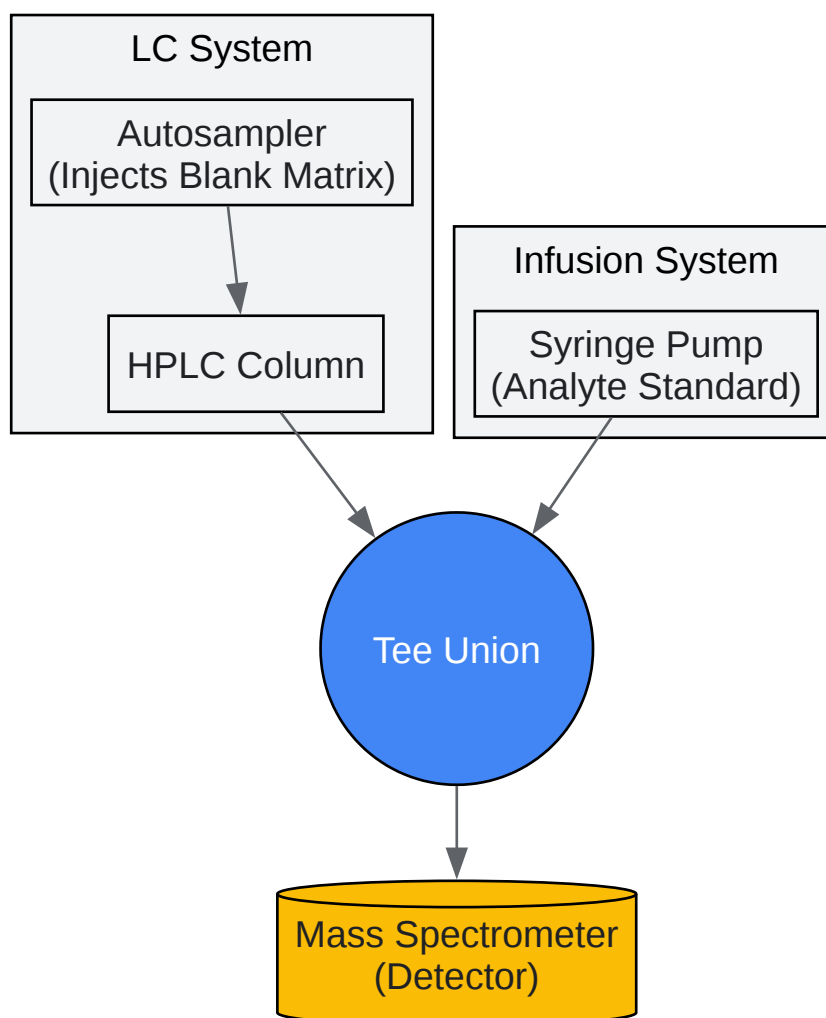 LC System
Autosampler
(Injects Blank Matrix)
HPLC Column
Infusion System
Syringe Pump
(Analyte Standard)
Tee Union
Mass Spectrometer
(Detector)